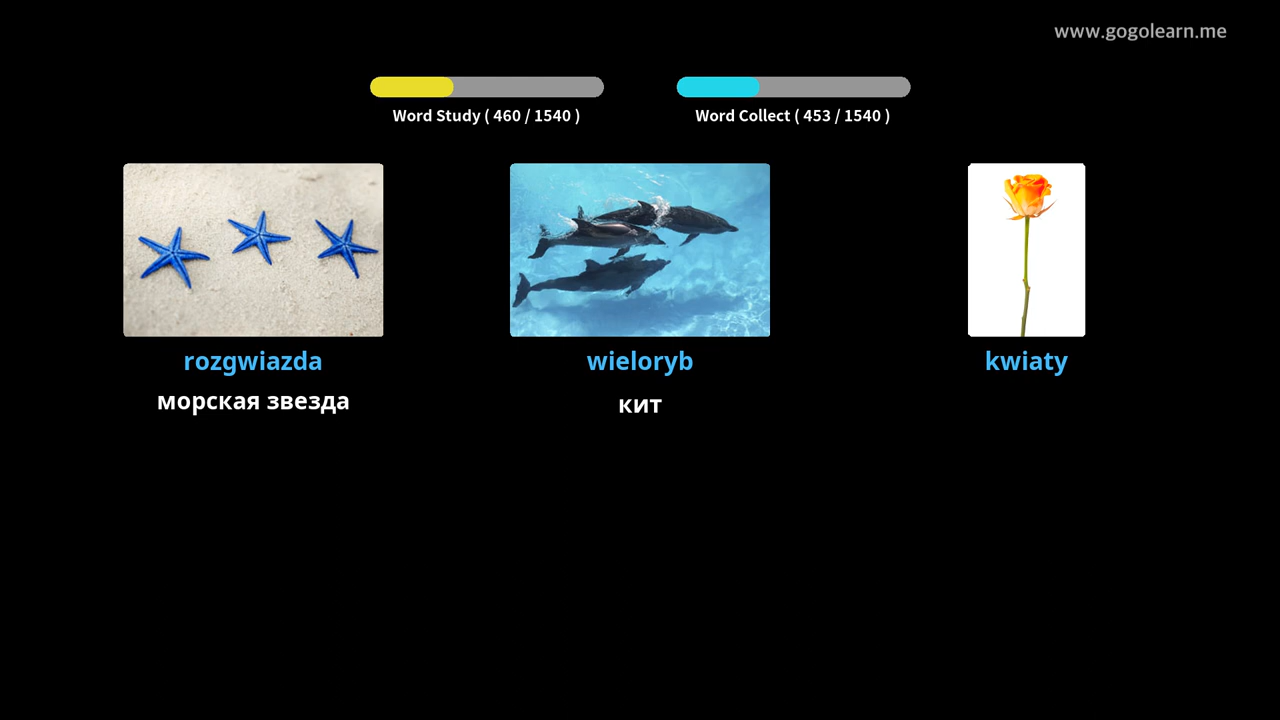 www.gogolearn.me
Word Study ( 460 / 1540 )
Word Collect ( 453 / 1540 )
rozgwiazda
морская звезда
wieloryb
кит
kwiaty